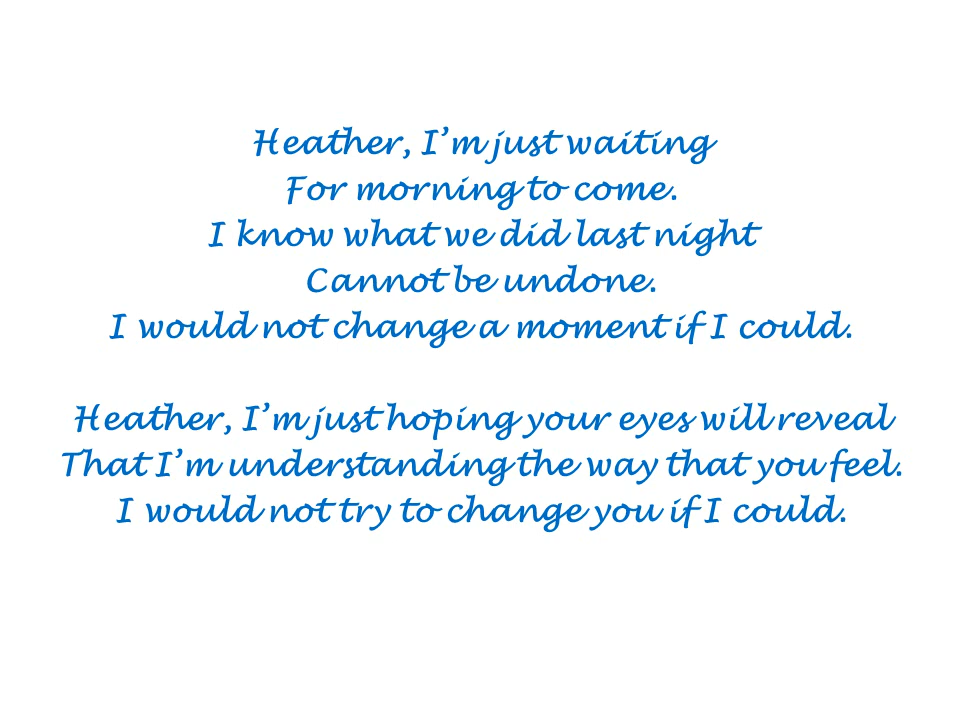 Heather, I’m just waiting
For morning to come.
I know what we did last night
Cannot be undone.
I would not change a moment if I could.
Heather, I’m just hoping your eyes will reveal
That I’m understanding the way that you feel.
I would not try to change you if I could.